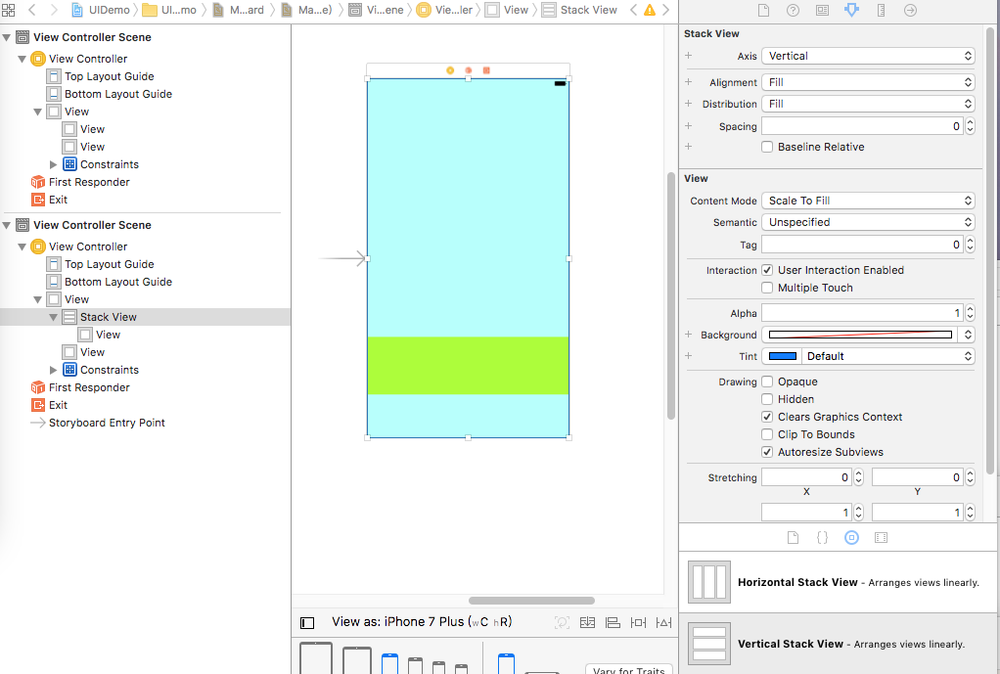 UIDemo UI...mo M...ard Ma...e) Vi...ene Vie...ler View Stack View
View Controller Scene
View Controller
Top Layout Guide
Bottom Layout Guide
View
View
View
Constraints
First Responder
Exit
View Controller Scene
View Controller
Top Layout Guide
Bottom Layout Guide
View
Stack View
View
View
Constraints
First Responder
Exit
Storyboard Entry Point
View as: iPhone 7 Plus (wC hR)
Vary for Traits
Stack View
Axis Vertical
Alignment Fill
Distribution Fill
Spacing 0
Baseline Relative
View
Content Mode Scale To Fill
Semantic Unspecified
Tag 0
Interaction User Interaction Enabled
Multiple Touch
Alpha 1
Background
Tint Default
Drawing Opaque
Hidden
Clears Graphics Context
Clip To Bounds
Autoresize Subviews
Stretching 0 0
X Y
1 1
Horizontal Stack View - Arranges views linearly.
Vertical Stack View - Arranges views linearly.